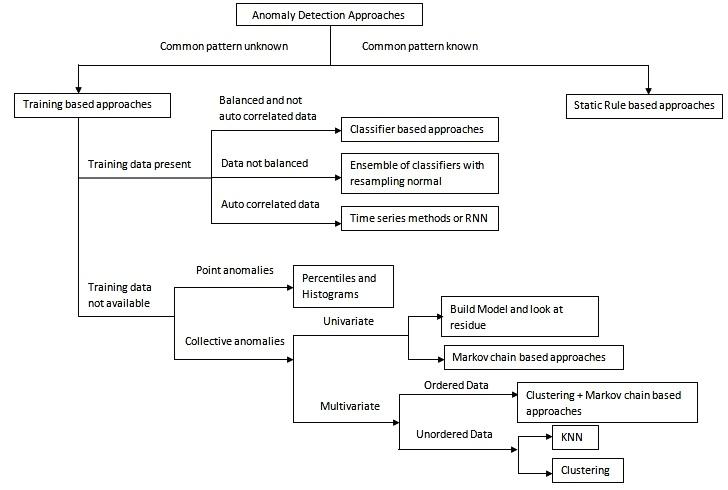 Anomaly Detection Approaches
Common pattern unknown
Common pattern known
Training based approaches
Static Rule based approaches
Balanced and not
auto correlated data
Classifier based approaches
Training data present
Data not balanced
Ensemble of classifiers with
resampling normal
Auto correlated data
Time series methods or RNN
Training data
not available
Point anomalies
Percentiles and
Histograms
Collective anomalies
Univariate
Build Model and look at
residue
Markov chain based approaches
Multivariate
Ordered Data
Clustering + Markov chain based
approaches
Unordered Data
KNN
Clustering